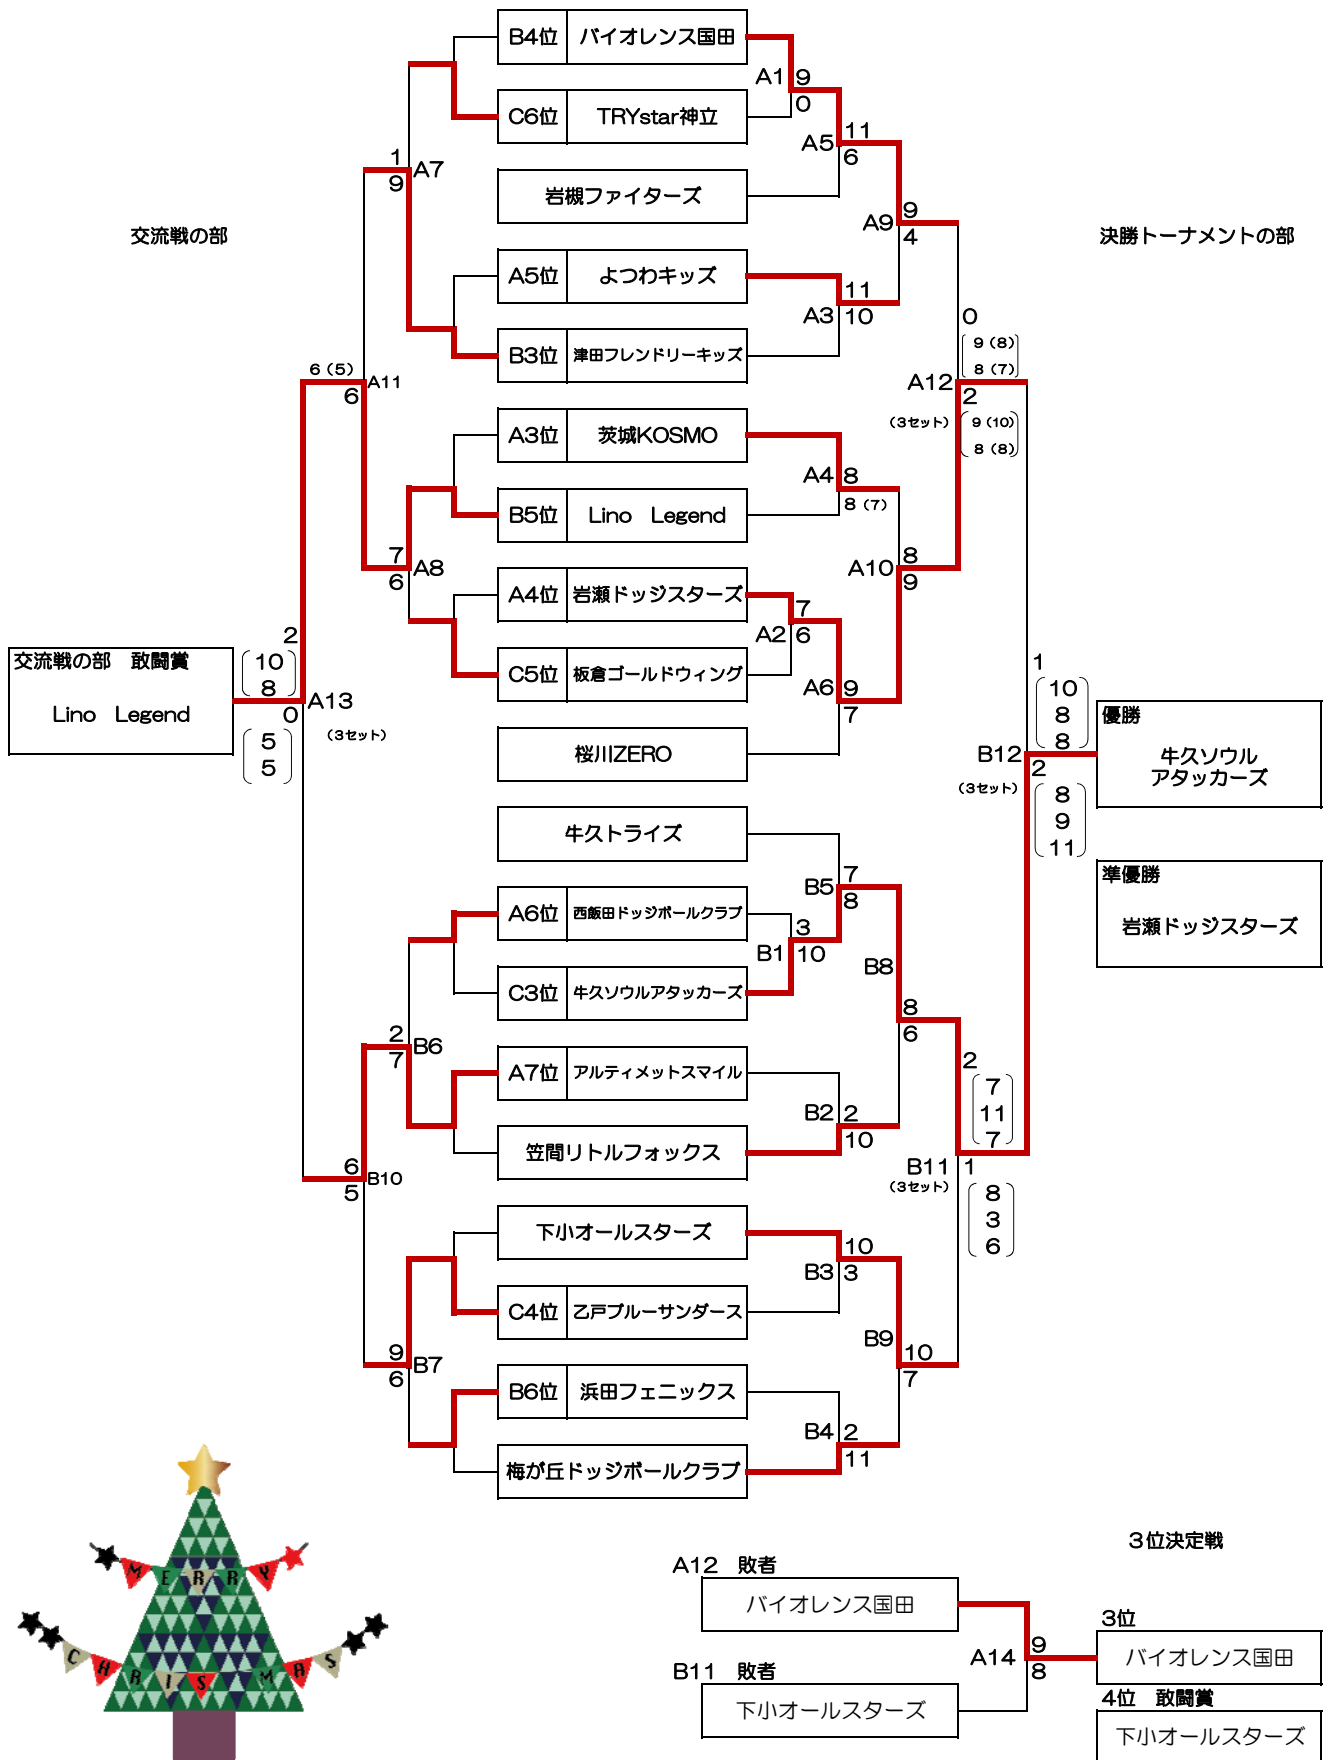 B4位 バイオレンス国田
A1 9
0
C6位 TRYstar神立
11
A5 6
1 A7
9
岩槻ファイターズ
交流戦の部
9
A9 4
決勝トーナメントの部
A5位 よつわキッズ
11
A3 10
0
9 (8)
8 (7)
B3位 津田フレンドリーキッズ
6 (5)
6 A11
A12 2
(3セット)
9 (10)
8 (8)
A3位 茨城KOSMO
A4 8
8 (7)
B5位 Lino Legend
7 A8
6
A10 8
9
A4位 岩瀬ドッジスターズ
7
A2 6
2
10
8
交流戦の部 敢闘賞
Lino Legend
A13
0
(3セット)
5
5
C5位 板倉ゴールドウィング
A6 9
7
1
10
8
8
優勝
牛久ソウル
アタッカーズ
桜川ZERO
B12
2
(3セット)
8
9
11
牛久トライズ
7
B5 8
準優勝
岩瀬ドッジスターズ
A6位 西飯田ドッジボールクラブ
3
B1 10
B8
C3位 牛久ソウルアタッカーズ
8
6
2 B6
7
2
7
11
7
A7位 アルティメットスマイル
B2 2
10
笠間リトルフォックス
6 B10
5
B11 1
(3セット)
8
3
6
下小オールスターズ
10
B3 3
C4位 乙戸ブルーサンダース
B9
10
7
9 B7
6
B6位 浜田フェニックス
B4 2
11
梅が丘ドッジボールクラブ
MERRY
CHRISMAS
3位決定戦
A12 敗者
バイオレンス国田
3位
9
A14 8
バイオレンス国田
B11 敗者
下小オールスターズ
4位 敢闘賞
下小オールスターズ